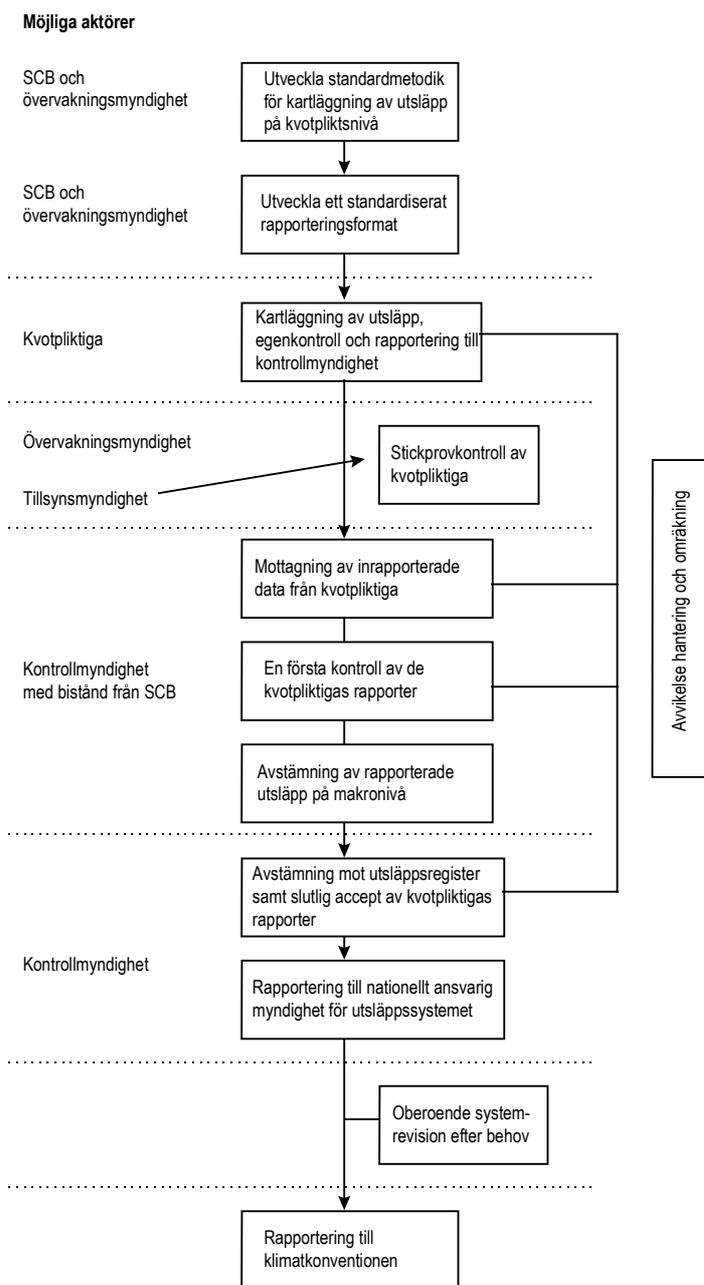 Möjliga aktörer
SCB och
övervakningsmyndighet
Utveckla standardmetodik
för kartläggning av utsläpp
på kvotpliktsnivå
SCB och
övervakningsmyndighet
Utveckla ett standardiserat
rapporteringsformat
Kvotpliktiga
Kartläggning av utsläpp,
egenkontroll och rapportering till
kontrollmyndighet
Övervakningsmyndighet
Tillsynsmyndighet
Stickprovkontroll av
kvotpliktiga
Avvikelse hantering och omräkning
Mottagning av inrapporterade
data från kvotpliktiga
Kontrollmyndighet
med bistånd från SCB
En första kontroll av de
kvotpliktigas rapporter
Avstämning av rapporterade
utsläpp på makronivå
Avstämning mot utsläppsregister
samt slutlig accept av kvotpliktigas
rapporter
Kontrollmyndighet
Rapportering till nationellt ansvarig
myndighet för utsläppssystemet
Oberoende system-
revision efter behov
Rapportering till
klimatkonventionen